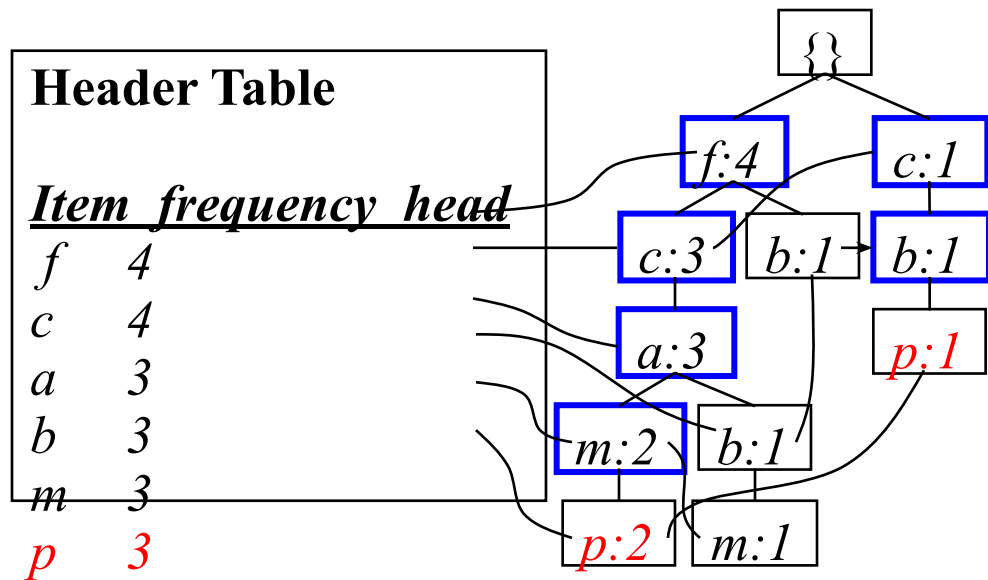 {}
Header Table
f:4 c:1
Item frequency head
f 4
c:3 b:1 b:1
c 4
a:3 p:1
a 3
b 3
m:2 b:1
m 3
p 3
p:2 m:1